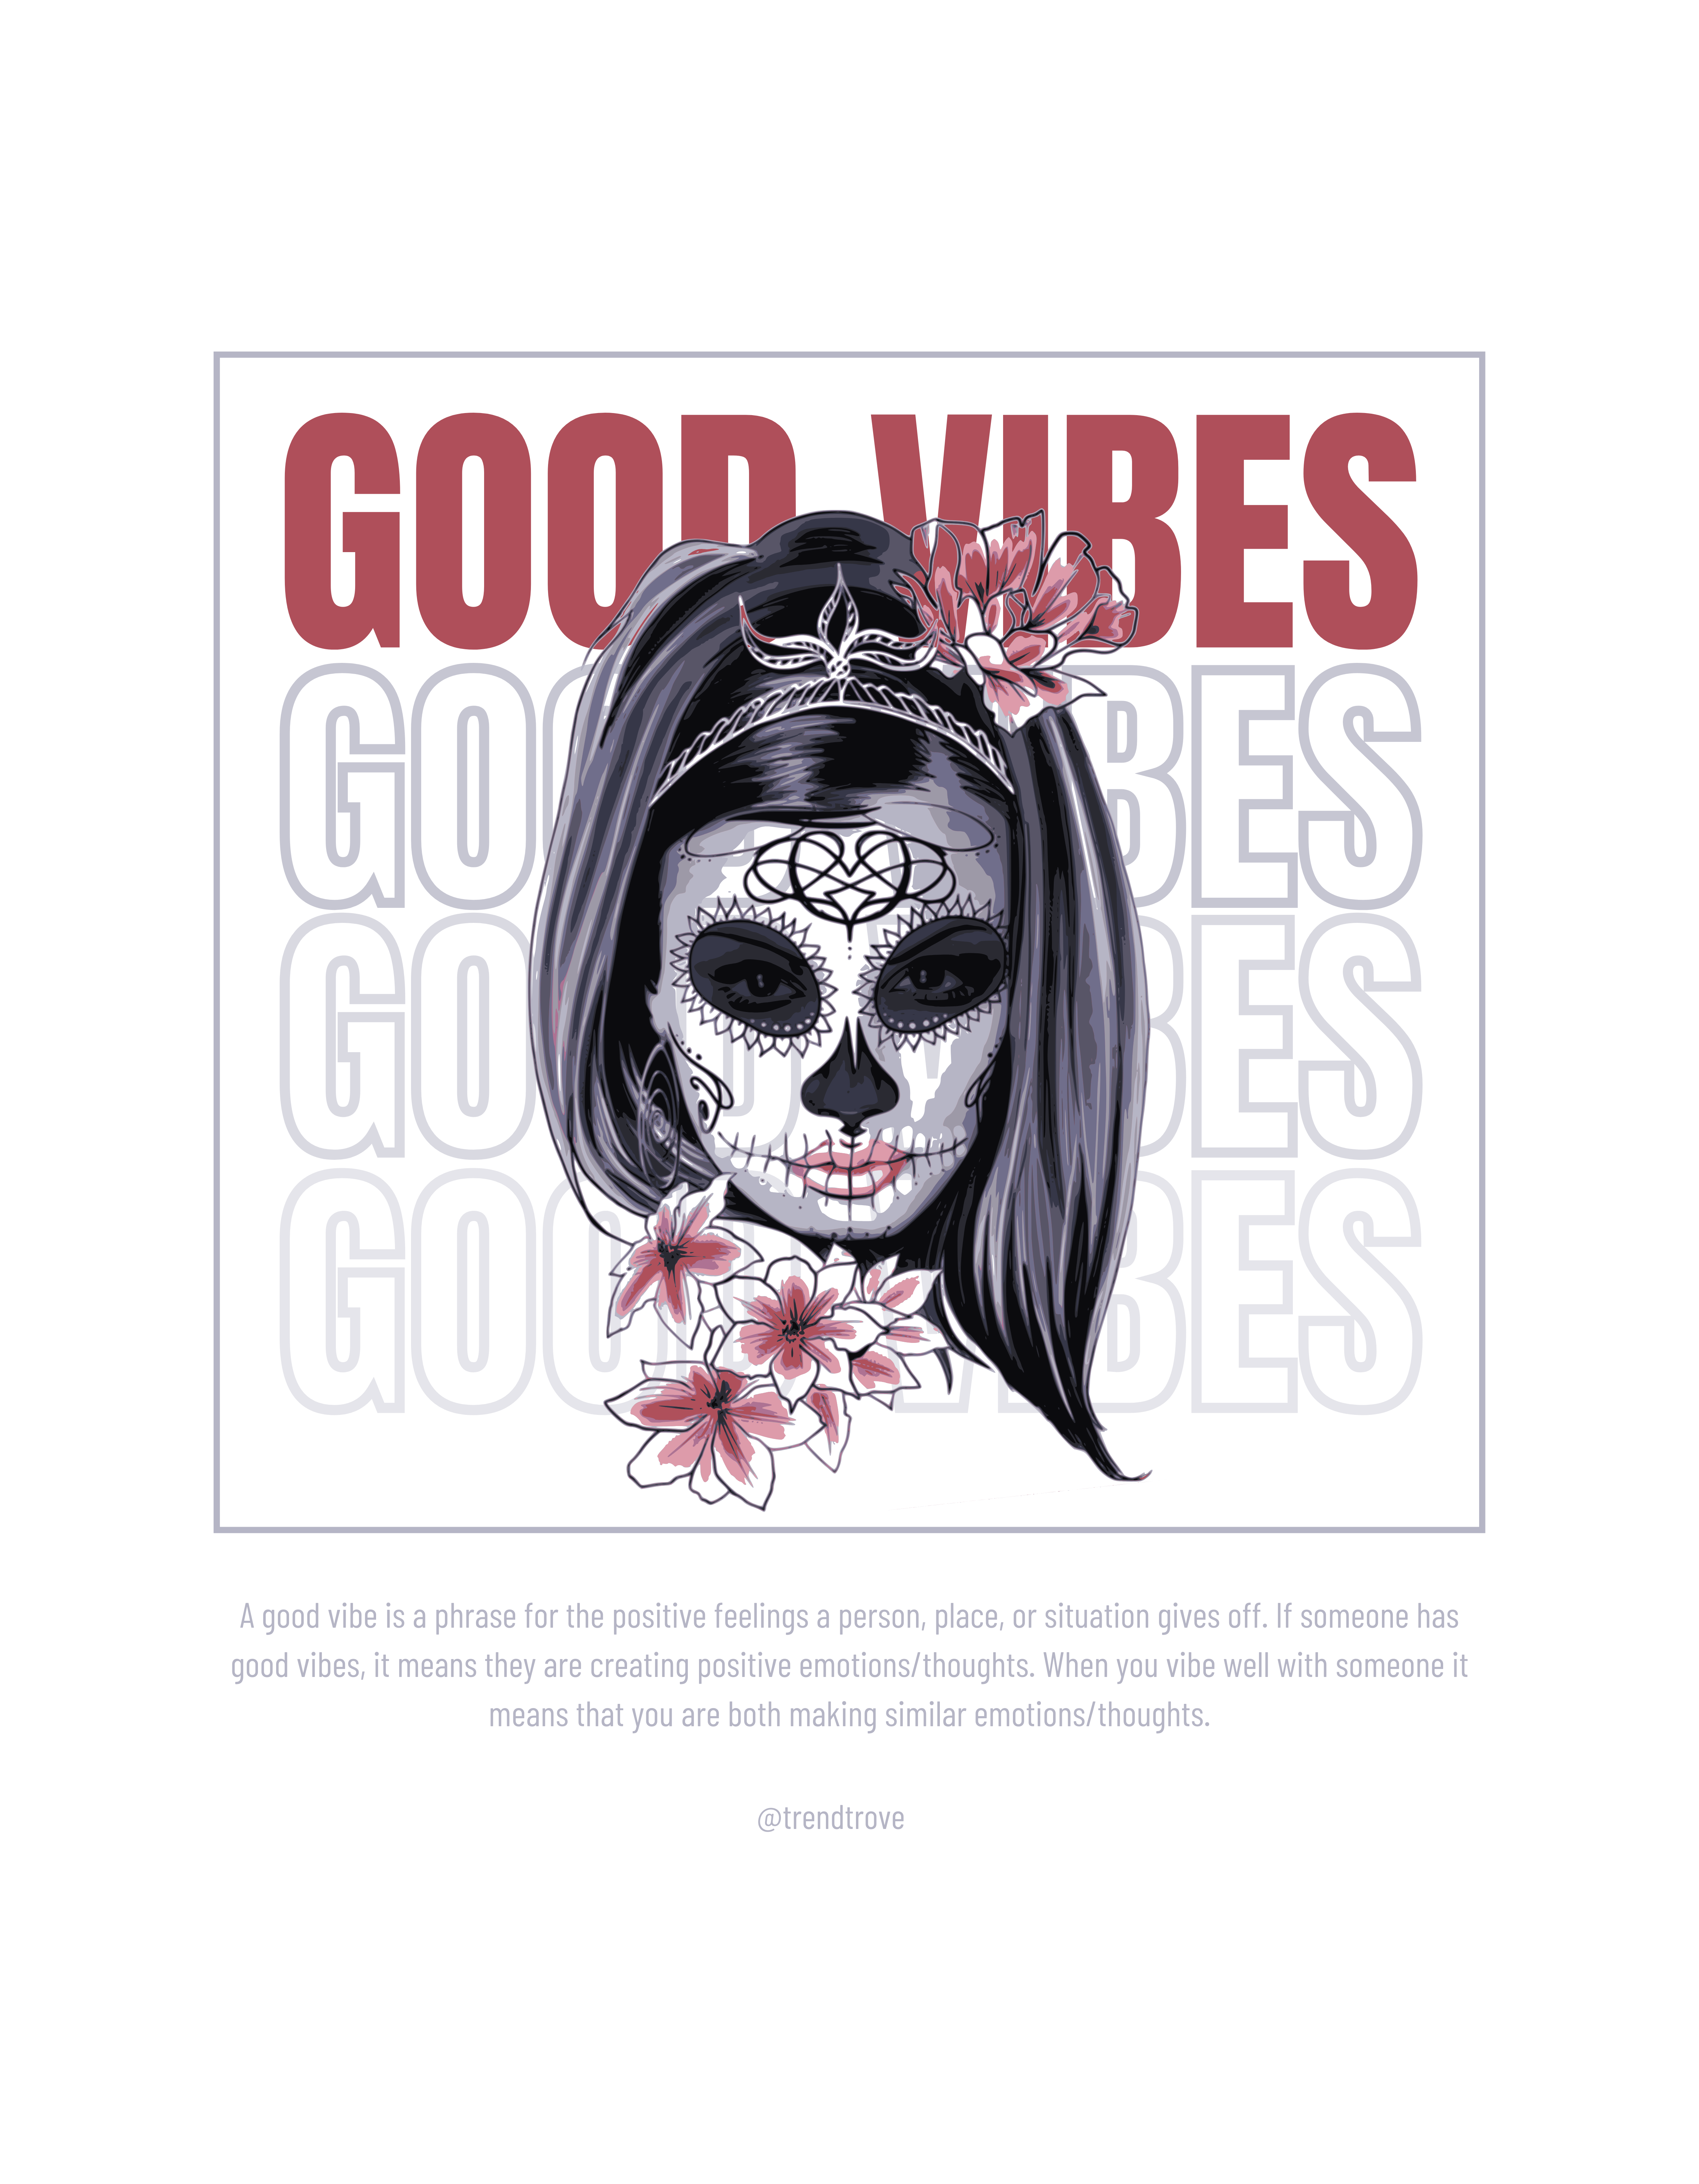 GOOD VIBES
GOOD VIBES
GOOD VIBES
GOOD VIBES
A good vibe is a phrase for the positive feelings a person, place, or situation gives off. If someone has
good vibes, it means they are creating positive emotions/thoughts. When you vibe well with someone it
means that you are both making similar emotions/thoughts.
@trendtrove